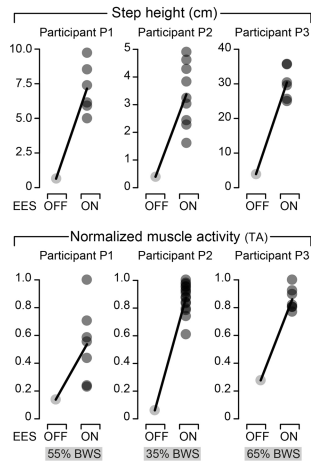 Step height (cm)
Participant P1 Participant P2 Participant P3
10.0 5 40
7.5 4 30
5.0 3 20
2.5 2 10
0 1 0
0
EES OFF ON OFF ON OFF ON
Normalized muscle activity (TA)
Participant P1 Participant P2 Participant P3
1.0 1.0 1.0
0.8 0.8 0.8
0.6 0.6 0.6
0.4 0.4 0.4
0.2 0.2 0.2
0 0 0
EES OFF ON OFF ON OFF ON
55% BWS 35% BWS 65% BWS